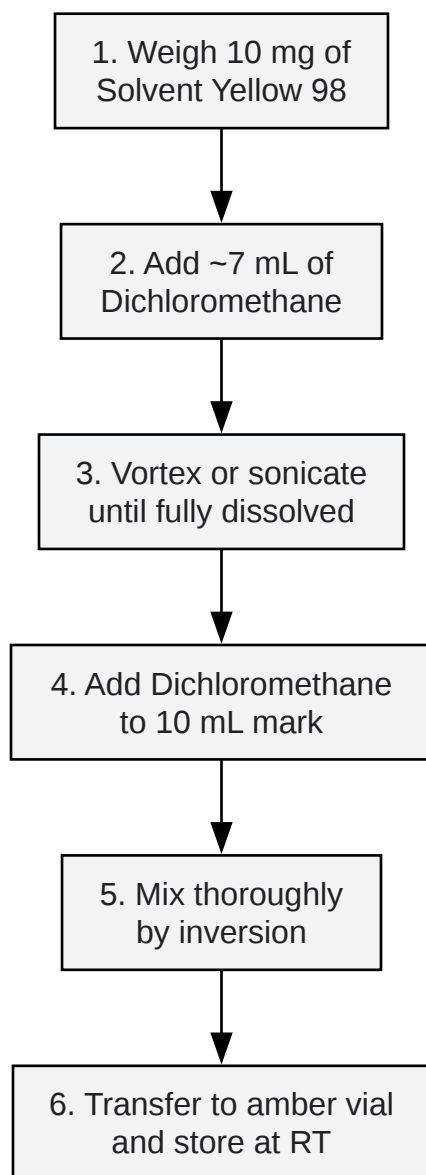 1. Weigh 10 mg of
Solvent Yellow 98
2. Add ~7 mL of
Dichloromethane
3. Vortex or sonicate
until fully dissolved
4. Add Dichloromethane
to 10 mL mark
5. Mix thoroughly
by inversion
6. Transfer to amber vial
and store at RT